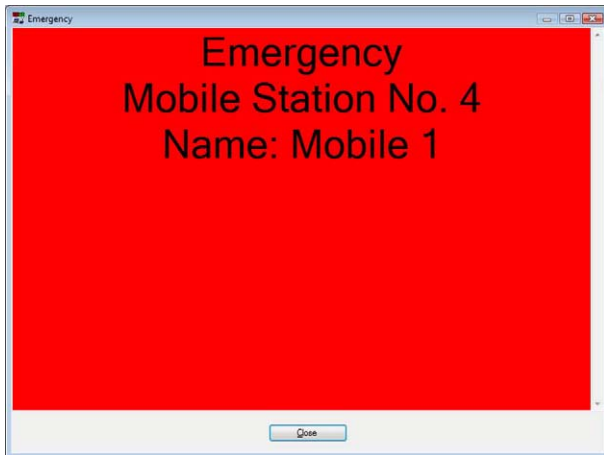 Emergency
Emergency
Mobile Station No. 4
Name: Mobile 1
Close